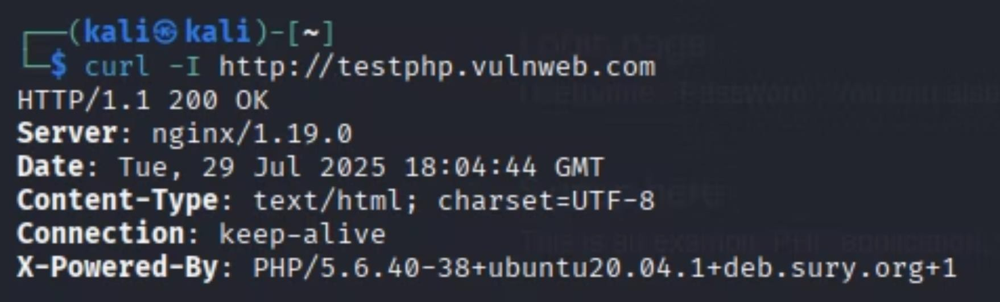 (kali㉿kali)-[~]
$ curl -I http://testphp.vulnweb.com
HTTP/1.1 200 OK
Server: nginx/1.19.0
Date: Tue, 29 Jul 2025 18:04:44 GMT
Content-Type: text/html; charset=UTF-8
Connection: keep-alive
X-Powered-By: PHP/5.6.40-38+ubuntu20.04.1+deb.sury.org+1